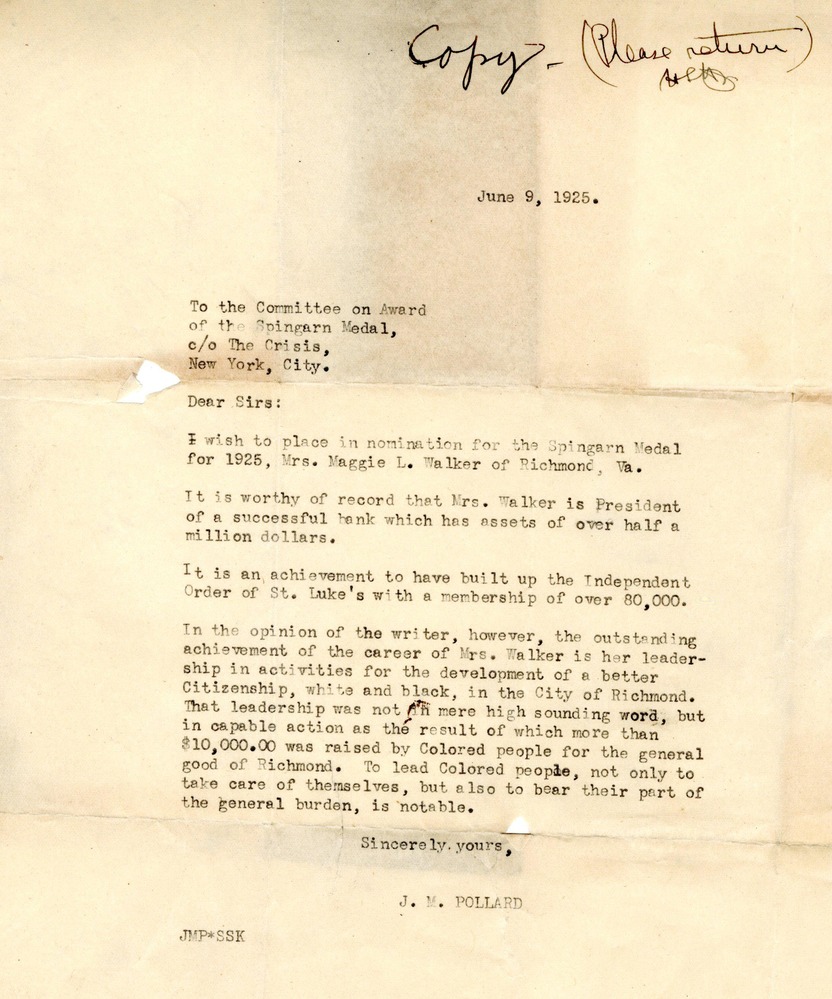 Copy - (Please return)
June 9, 1925.
To the Committee on Award
of the Spingarn Medal,
c/o The Crisis,
New York, City.
Dear Sirs:
I wish to place in nomination for the Spingarn Medal
for 1925, Mrs. Maggie L. Walker of Richmond, Va.
It is worthy of record that Mrs. Walker is President
of a successful bank which has assets of over half a
million dollars.
It is an achievement to have built up the Independent
Order of St. Luke's with a membership of over 80,000.
In the opinion of the writer, however, the outstanding
achievement of the career of Mrs. Walker is her leader-
ship in activities for the development of a better
Citizenship, white and black, in the City of Richmond.
That leadership was not in mere high sounding word, but
in capable action as the result of which more than
$10,000.00 was raised by Colored people for the general
good of Richmond. To lead Colored people, not only to
take care of themselves, but also to bear their part of
the general burden, is notable.
Sincerely yours,
J. M. POLLARD
JMP*SSK